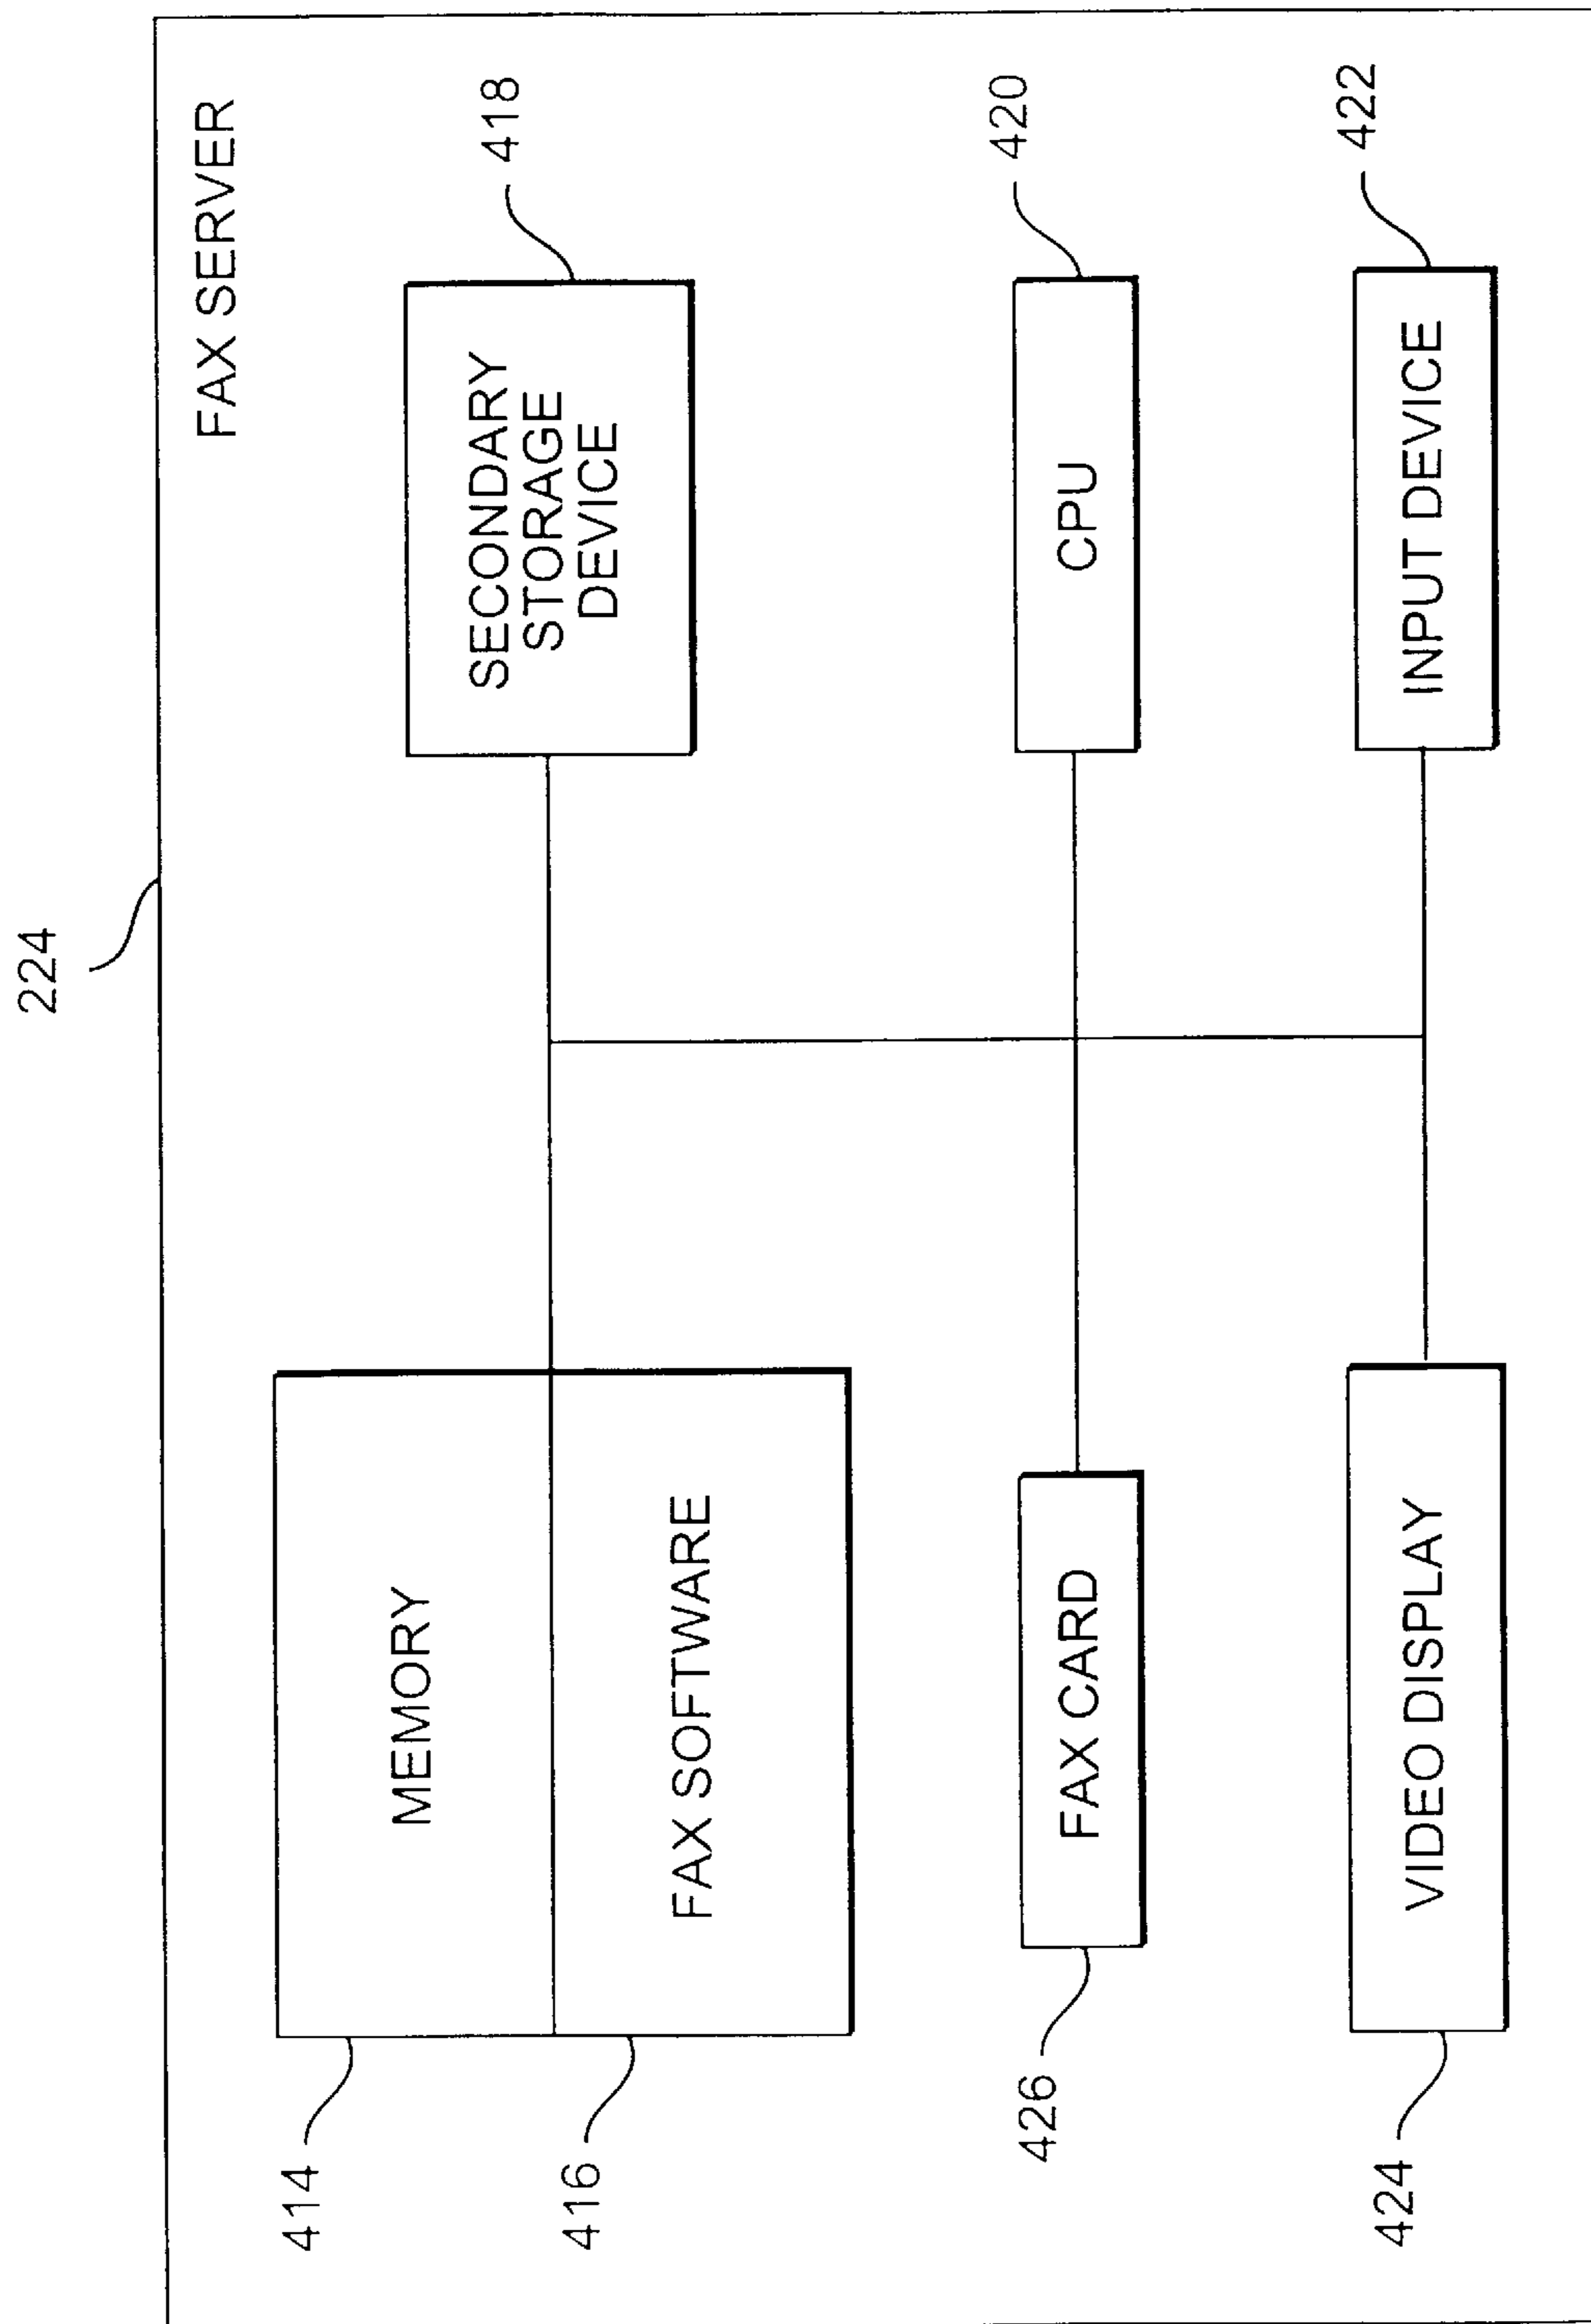 224
FAX SERVER
414
MEMORY
416
FAX SOFTWARE
SECONDARY
STORAGE
DEVICE
418
426
FAX CARD
CPU
420
424
VIDEO DISPLAY
INPUT DEVICE
422